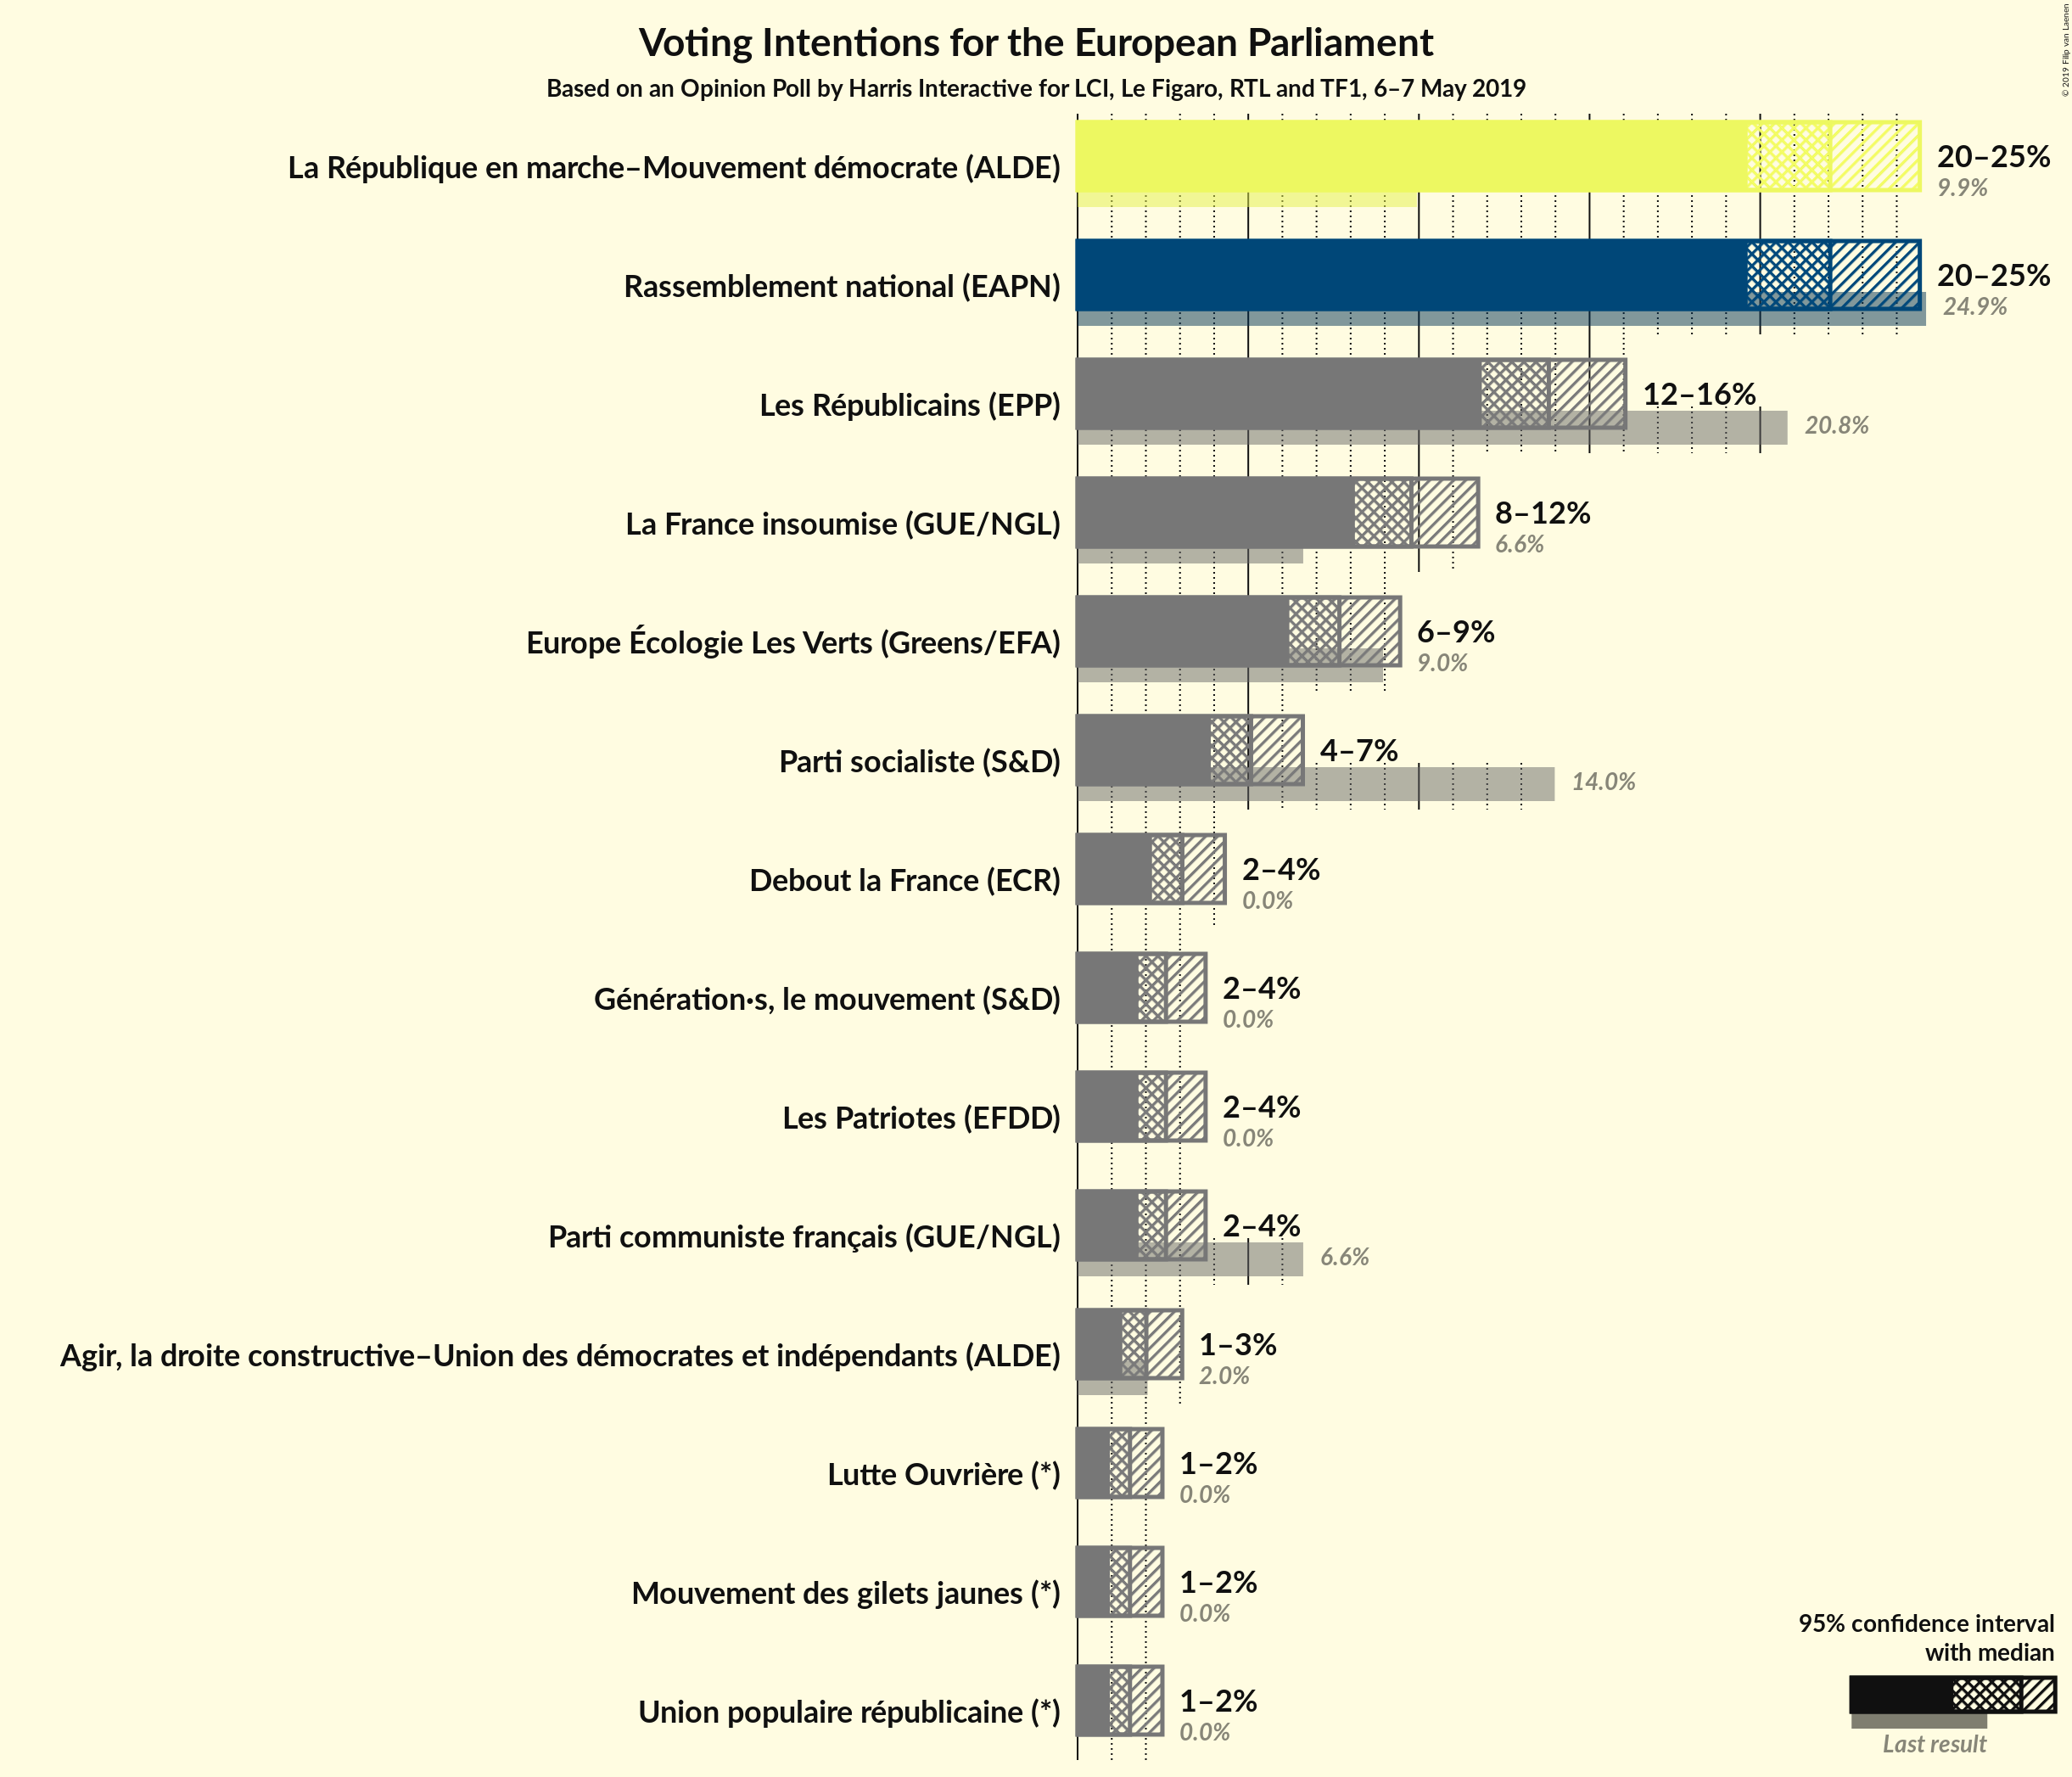 Voting Intentions for the European Parliament
Based on an Opinion Poll by Harris Interactive for LCI, Le Figaro, RTL and TF1, 6–7 May 2019
© 2019 Filip van Laenen
La République en marche–Mouvement démocrate (ALDE)
20–25%
9.9%
Rassemblement national (EAPN)
20–25%
24.9%
Les Républicains (EPP)
12–16%
20.8%
La France insoumise (GUE/NGL)
8–12%
6.6%
Europe Écologie Les Verts (Greens/EFA)
6–9%
9.0%
Parti socialiste (S&D)
4–7%
14.0%
Debout la France (ECR)
2–4%
0.0%
Génération·s, le mouvement (S&D)
2–4%
0.0%
Les Patriotes (EFDD)
2–4%
0.0%
Parti communiste français (GUE/NGL)
2–4%
6.6%
Agir, la droite constructive–Union des démocrates et indépendants (ALDE)
1–3%
2.0%
Lutte Ouvrière (*)
1–2%
0.0%
Mouvement des gilets jaunes (*)
1–2%
0.0%
Union populaire républicaine (*)
1–2%
0.0%
95% confidence interval
with median
Last result